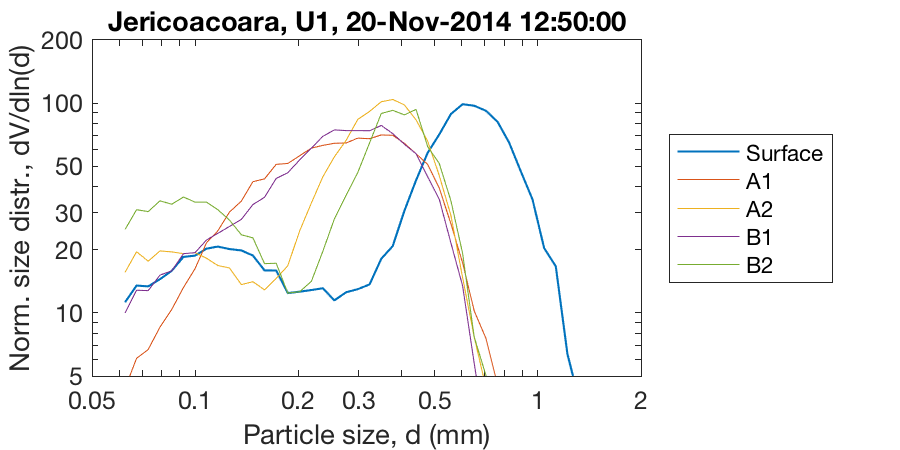 Jericoacoara, U1, 20-Nov-2014 12:50:00
Norm. size distr., dV/dln(d)
200
100
50
30
20
10
5
0.05 0.1 0.2 0.3 0.5 1 2
Particle size, d (mm)
Surface
A1
A2
B1
B2